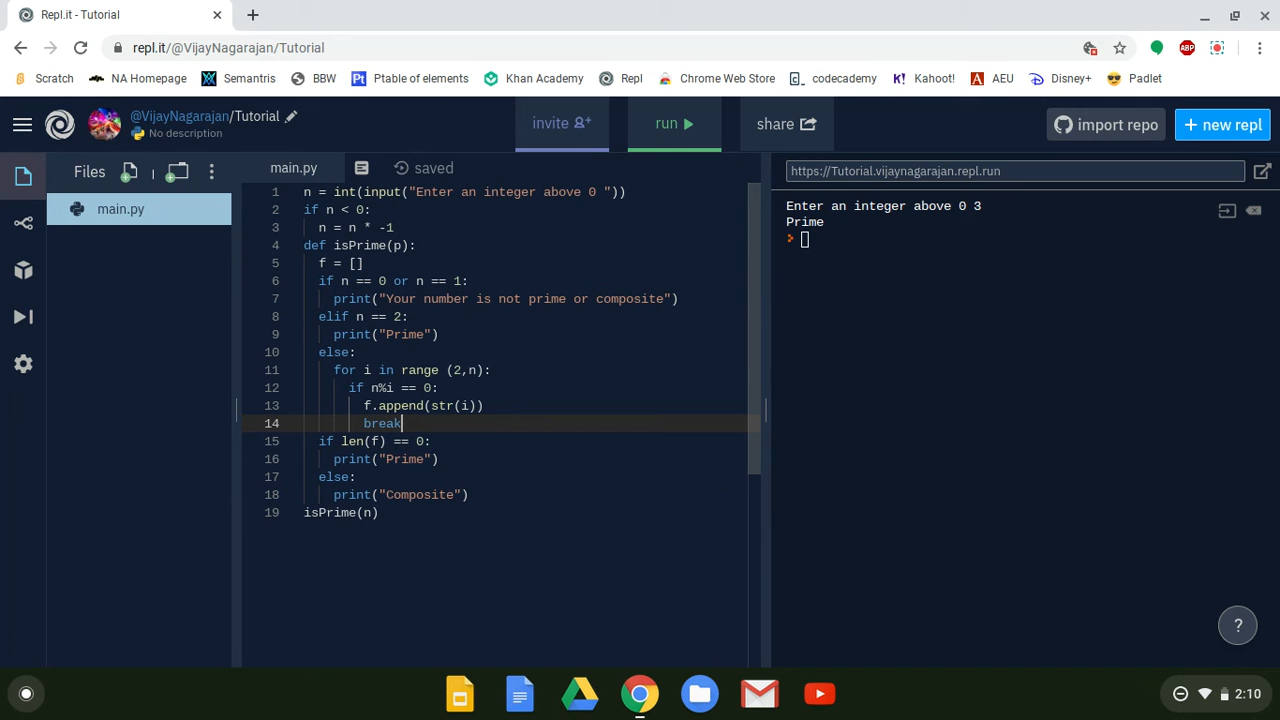 Repl.it - Tutorial
repl.it/@VijayNagarajan/Tutorial
Scratch NA Homepage Semantris BBW Pt Ptable of elements Khan Academy Repl Chrome Web Store codecademy Kahoot! AEU Disney+ Padlet
@VijayNagarajan/Tutorial
No description
invite
run
share
import repo
+ new repl
Files
main.py
main.py
saved
1 n = int(input("Enter an integer above 0 "))
2 if n < 0:
3 n = n * -1
4 def isPrime(p):
5 f = []
6 if n == 0 or n == 1:
7 print("Your number is not prime or composite")
8 elif n == 2:
9 print("Prime")
10 else:
11 for i in range (2,n):
12 if n%i == 0:
13 f.append(str(i))
14 break
15 if len(f) == 0:
16 print("Prime")
17 else:
18 print("Composite")
19 isPrime(n)
https://Tutorial.vijaynagarajan.repl.run
Enter an integer above 0 3
Prime
>
?
2:10